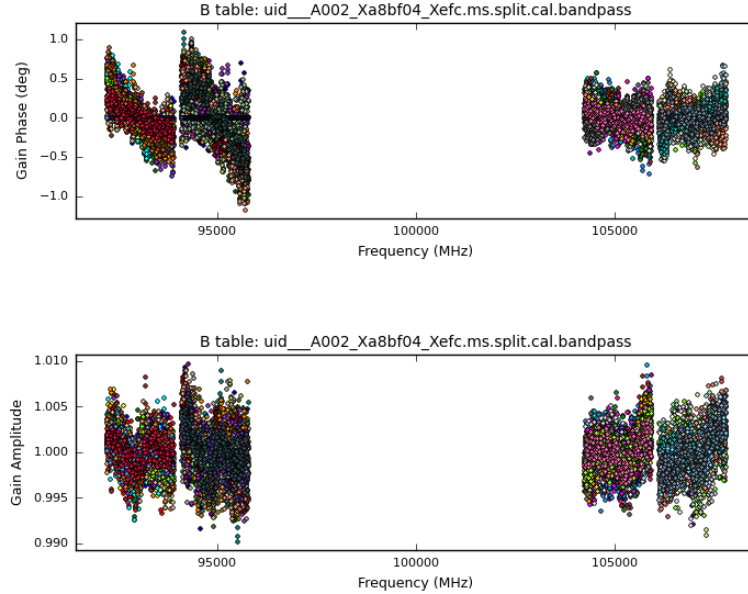 B table: uid___A002_Xa8bf04_Xefc.ms.split.cal.bandpass
1.0
0.5
0.0
−0.5
−1.0
Gain Phase (deg)
95000 100000 105000
Frequency (MHz)
B table: uid___A002_Xa8bf04_Xefc.ms.split.cal.bandpass
1.010
1.005
1.000
0.995
0.990
Gain Amplitude
95000 100000 105000
Frequency (MHz)